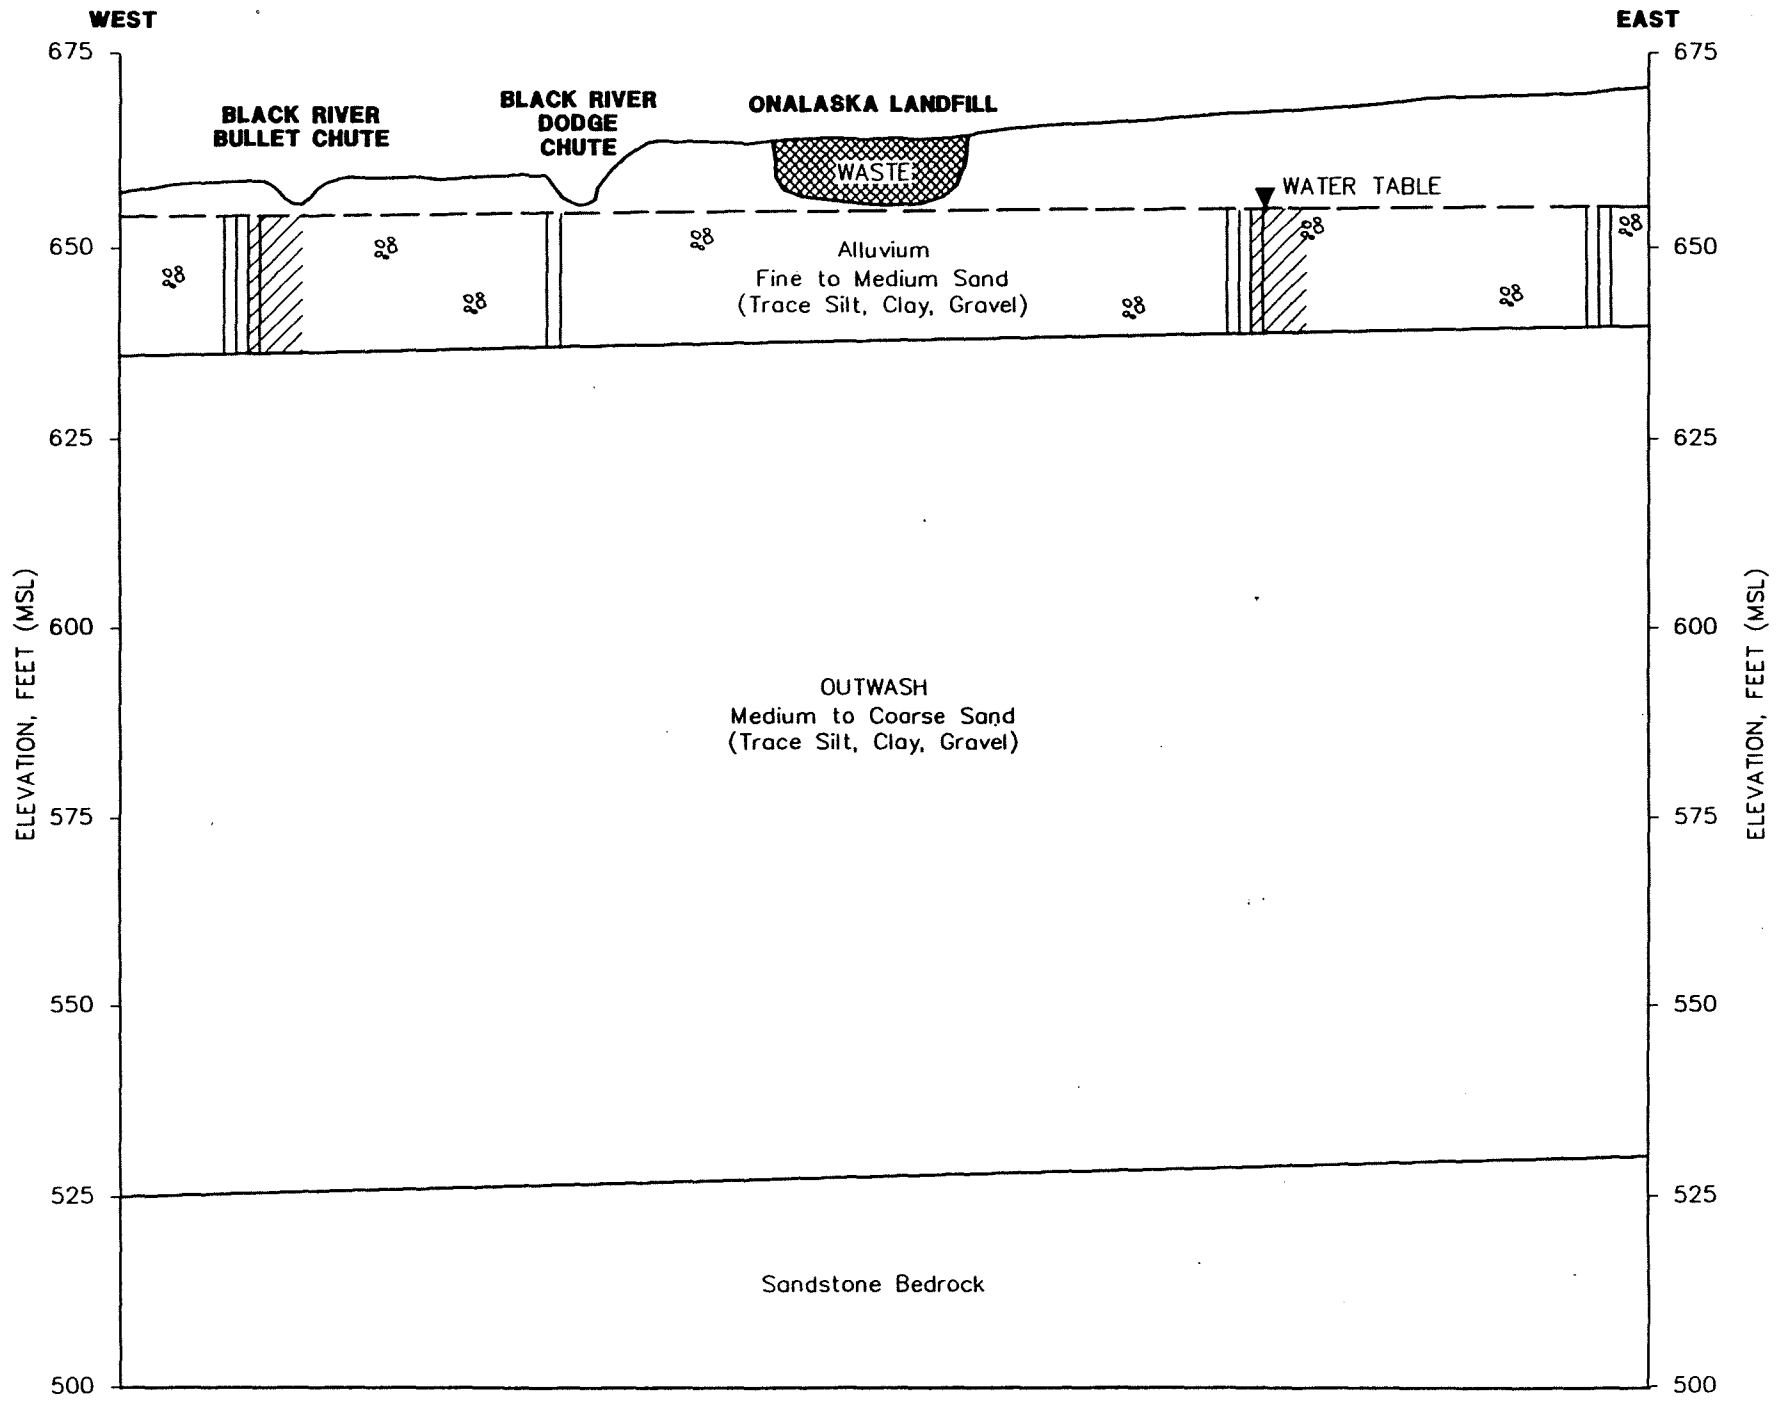 WEST
EAST
675
675
BLACK RIVER
BULLET CHUTE
BLACK RIVER
DODGE
CHUTE
ONALASKA LANDFILL
WASTE
WATER TABLE
650
650
Alluvium
Fine to Medium Sand
(Trace Silt, Clay, Gravel)
625
625
ELEVATION, FEET (MSL)
ELEVATION, FEET (MSL)
600
600
OUTWASH
Medium to Coarse Sand
(Trace Silt, Clay, Gravel)
575
575
550
550
525
525
Sandstone Bedrock
500
500